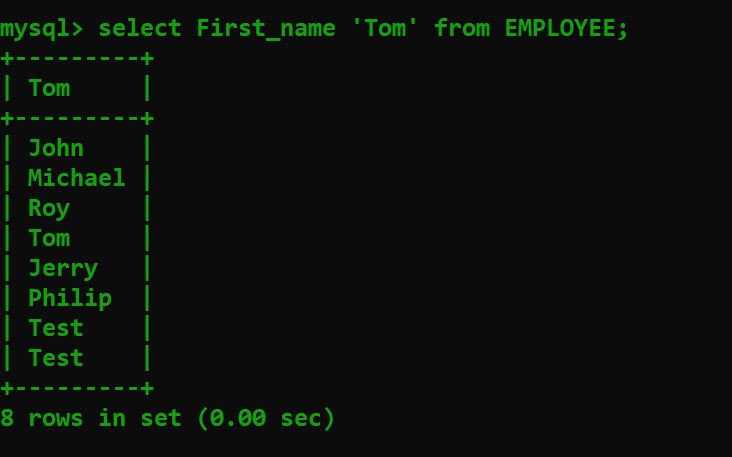 mysql> select First_name 'Tom' from EMPLOYEE;
+---------+
| Tom     |
+---------+
| John    |
| Michael |
| Roy     |
| Tom     |
| Jerry   |
| Philip  |
| Test    |
| Test    |
+---------+
8 rows in set (0.00 sec)